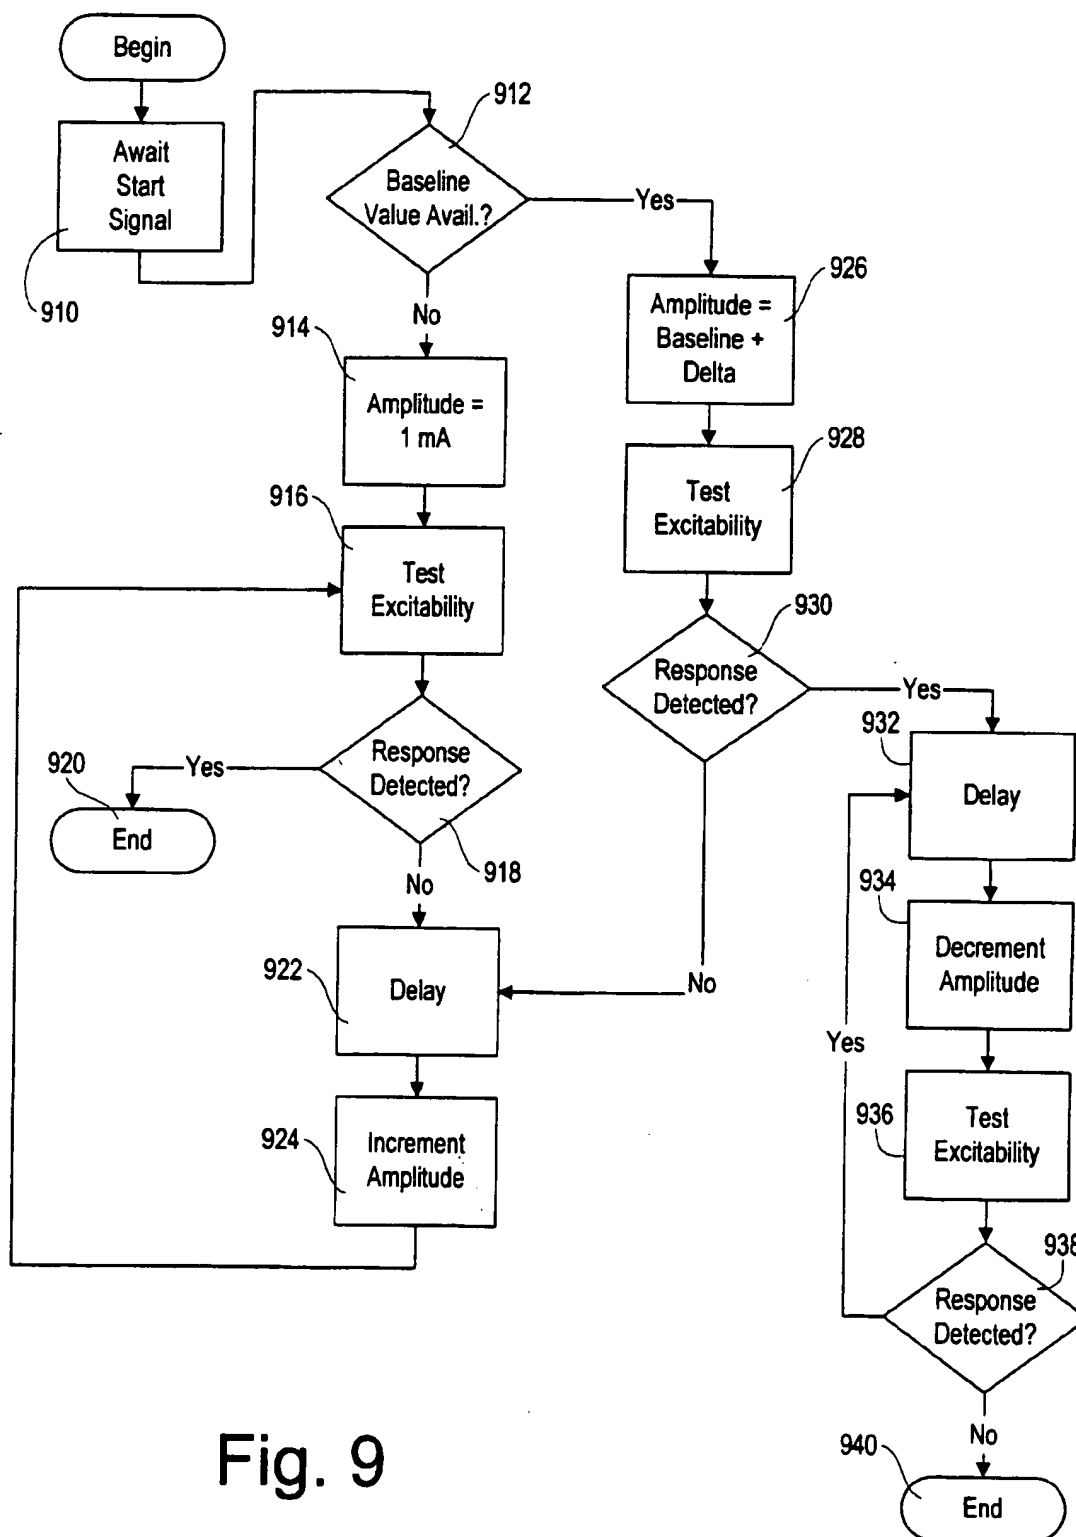 Begin
Await
Start
Signal
910
912
Baseline
Value Avail.?
Yes
No
914
Amplitude =
1 mA
916
Test
Excitability
Response
Detected?
918
Yes
920
End
No
922
Delay
924
Increment
Amplitude
926
Amplitude =
Baseline +
Delta
928
Test
Excitability
930
Response
Detected?
Yes
No
932
Delay
934
Decrement
Amplitude
936
Test
Excitability
938
Response
Detected?
Yes
No
940
End
Fig. 9